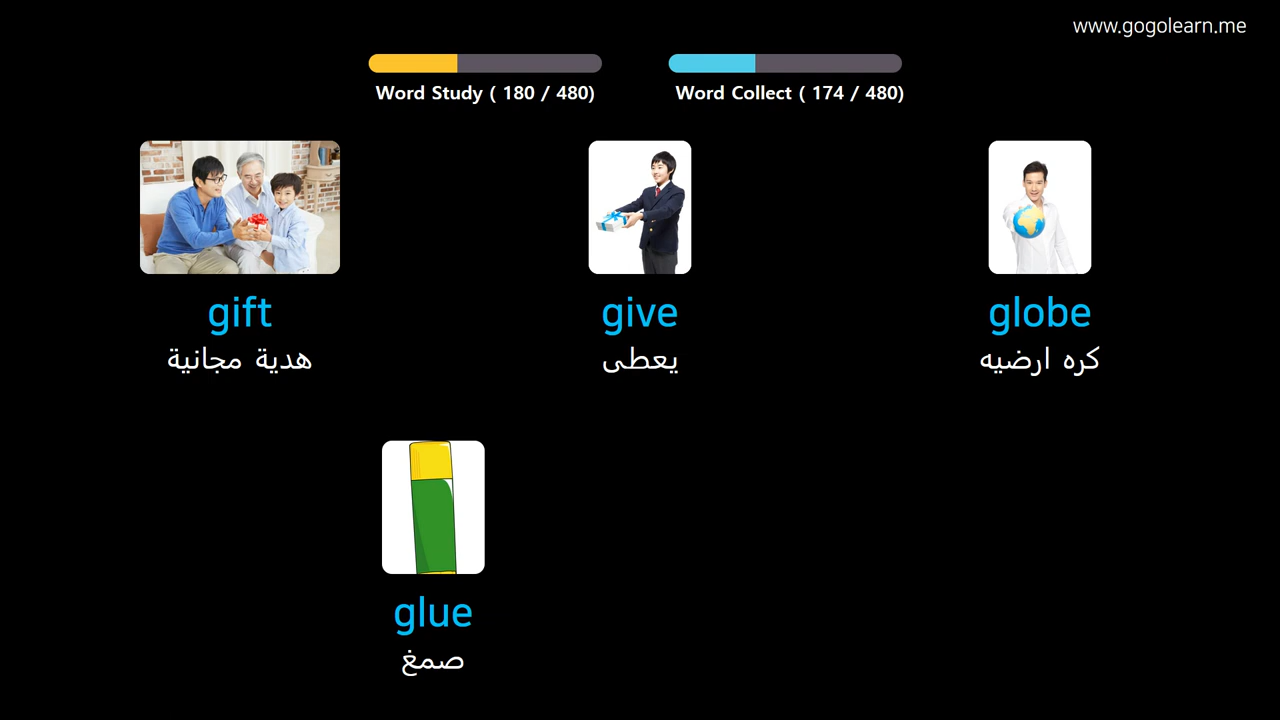 www.gogolearn.me
Word Study ( 180 / 480)
Word Collect ( 174 / 480)
gift
هدية مجانية
give
يعطى
globe
كره ارضيه
glue
صمغ